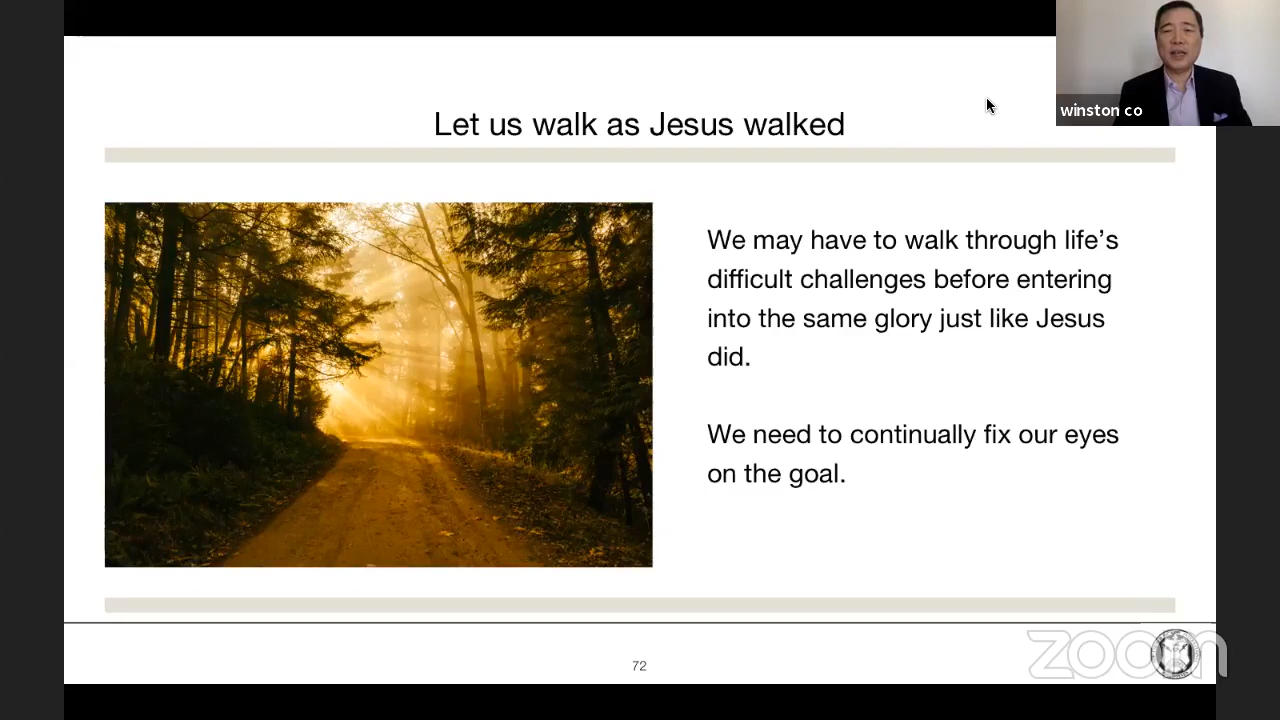 winston co
Let us walk as Jesus walked
We may have to walk through life’s
difficult challenges before entering
into the same glory just like Jesus
did.
We need to continually fix our eyes
on the goal.
72
zoom